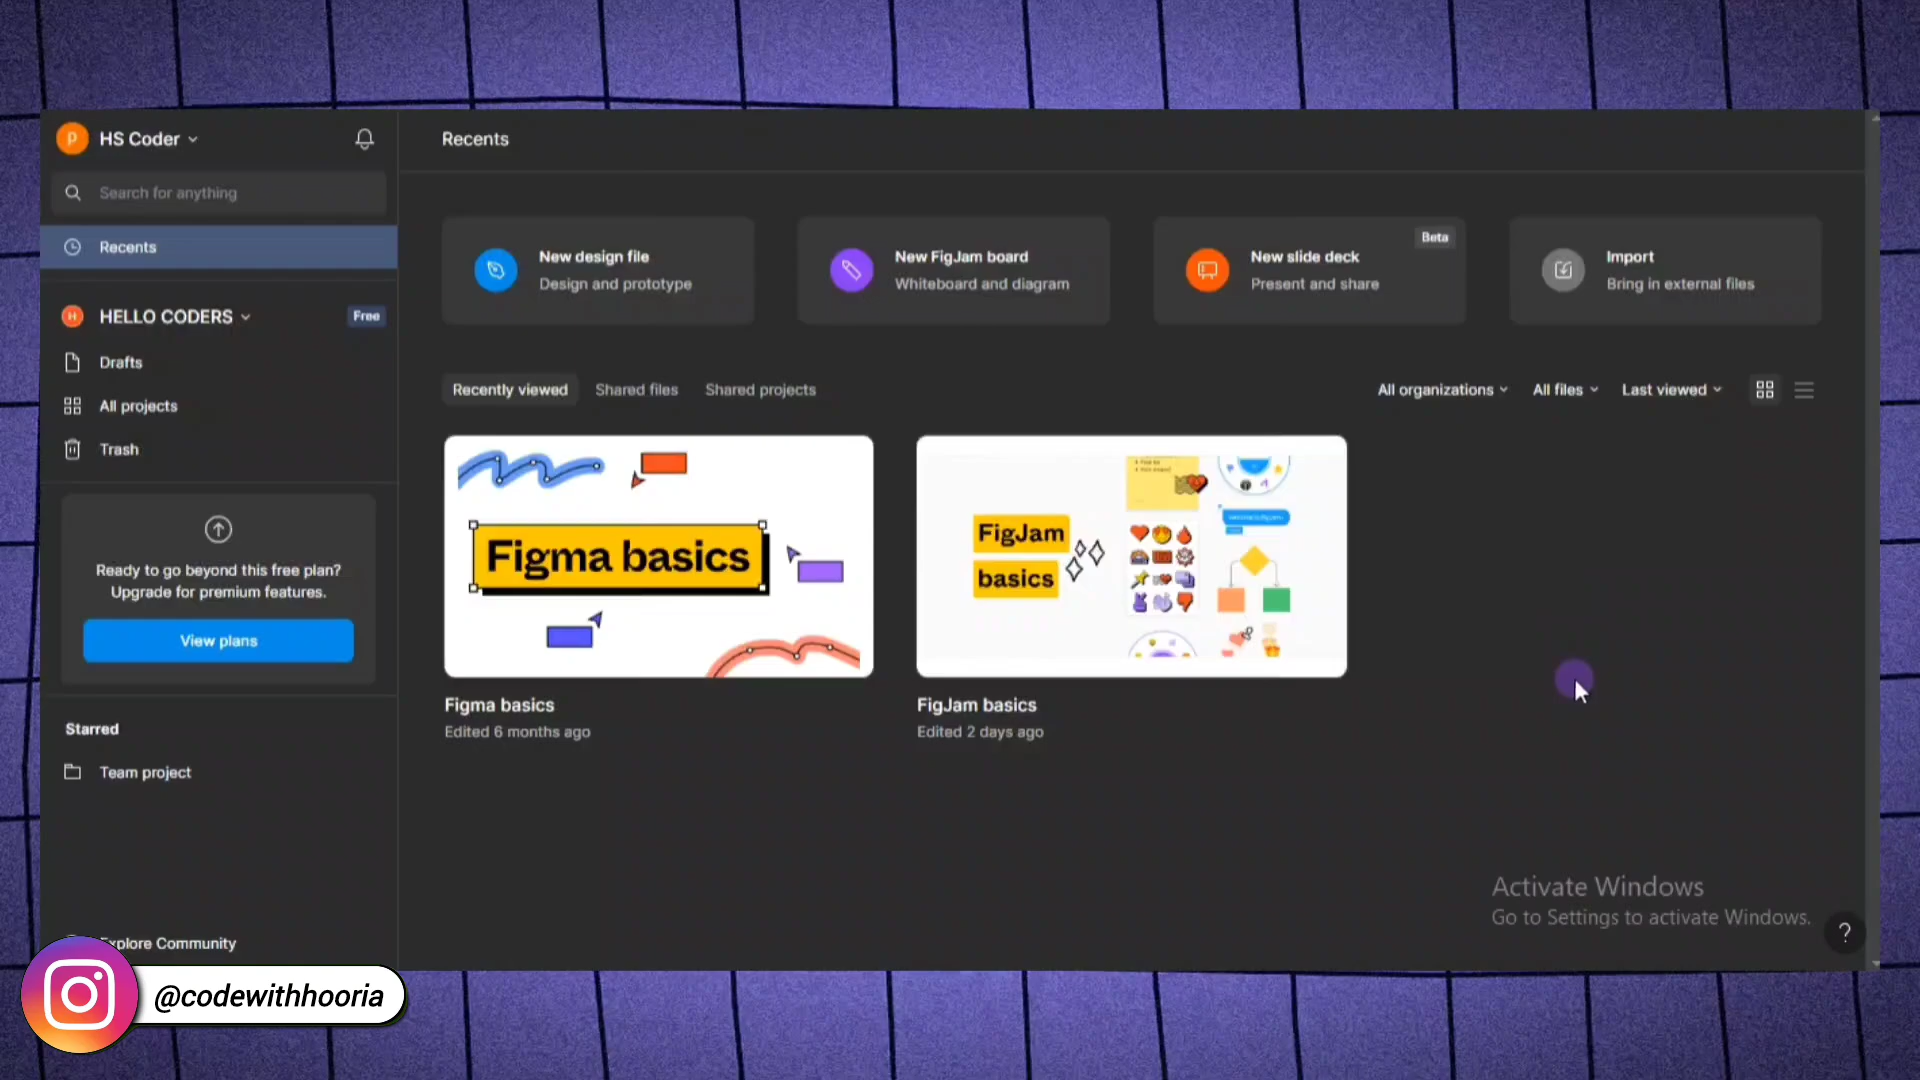 HS Coder
Search for anything
Recents
HELLO CODERS
Free
Drafts
All projects
Trash
Ready to go beyond this free plan?
Upgrade for premium features.
View plans
Starred
Team project
Explore Community
@codewithhooria
Recents
New design file
Design and prototype
New FigJam board
Whiteboard and diagram
Beta
New slide deck
Present and share
Import
Bring in external files
Recently viewed
Shared files
Shared projects
All organizations
All files
Last viewed
Figma basics
Figma basics
Edited 6 months ago
FigJam
basics
FigJam basics
Edited 2 days ago
Activate Windows
Go to Settings to activate Windows.
?